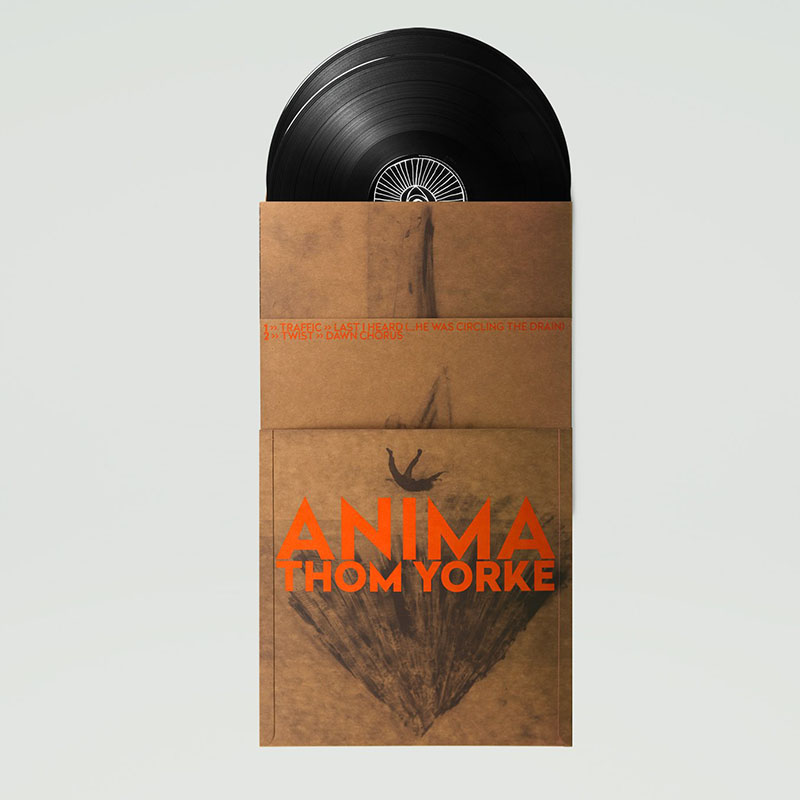 1 >> TRAFFIC >> LAST I HEARD (...HE WAS CIRCLING THE DRAIN)
2 >> TWIST >> DAWN CHORUS
ANIMA
THOM YORKE